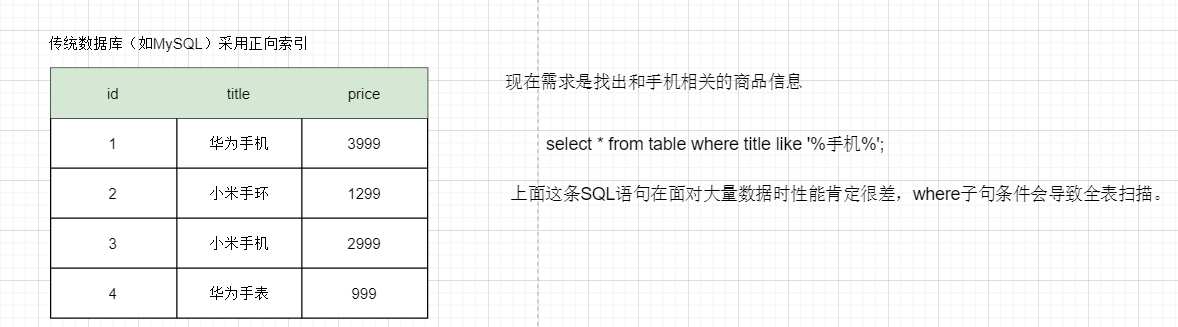 传统数据库（如MySQL）采用正向索引
id title price
1 华为手机 3999
2 小米手环 1299
3 小米手机 2999
4 华为手表 999
现在需求是找出和手机相关的商品信息
select * from table where title like '%手机%';
上面这条SQL语句在面对大量数据时性能肯定很差，where子句条件会导致全表扫描。